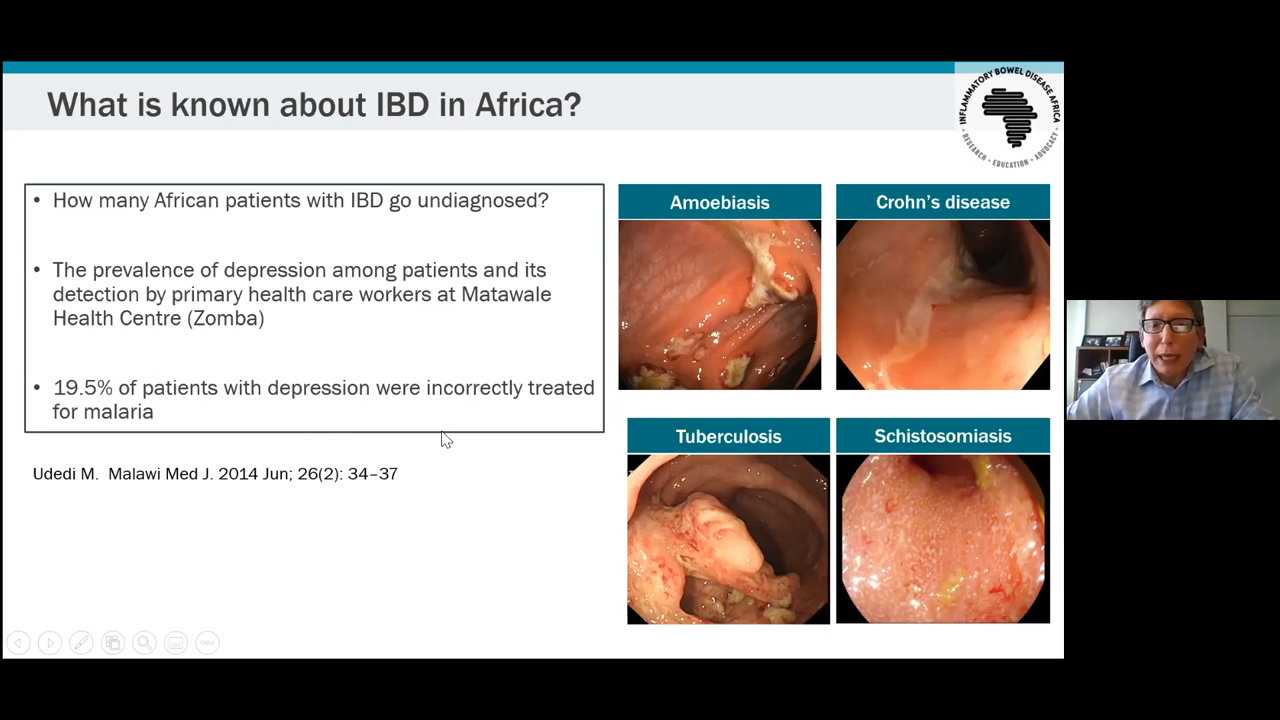 What is known about IBD in Africa?
INFLAMMATORY BOWEL DISEASE AFRICA
• RESEARCH • EDUCATION • ADVOCACY •
• How many African patients with IBD go undiagnosed?
• The prevalence of depression among patients and its
detection by primary health care workers at Matawale
Health Centre (Zomba)
• 19.5% of patients with depression were incorrectly treated
for malaria
Udedi M. Malawi Med J. 2014 Jun; 26(2): 34–37
Amoebiasis
Crohn's disease
Tuberculosis
Schistosomiasis